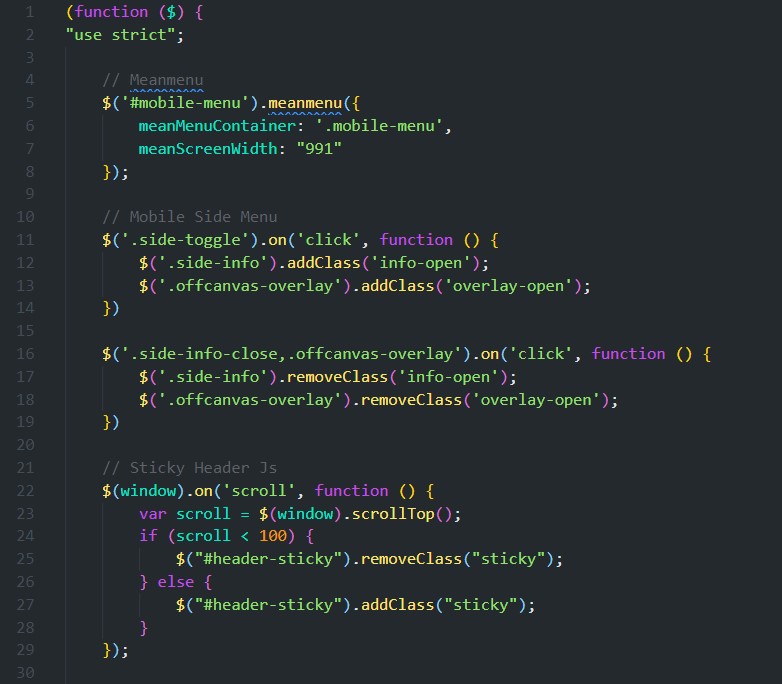 1 (function ($) {
2 "use strict";
3
4 // Meanmenu
5 $('#mobile-menu').meanmenu({
6 meanMenuContainer: '.mobile-menu',
7 meanScreenWidth: "991"
8 });
9
10 // Mobile Side Menu
11 $('.side-toggle').on('click', function () {
12 $('.side-info').addClass('info-open');
13 $('.offcanvas-overlay').addClass('overlay-open');
14 })
15
16 $('.side-info-close,.offcanvas-overlay').on('click', function () {
17 $('.side-info').removeClass('info-open');
18 $('.offcanvas-overlay').removeClass('overlay-open');
19 })
20
21 // Sticky Header Js
22 $(window).on('scroll', function () {
23 var scroll = $(window).scrollTop();
24 if (scroll < 100) {
25 $("#header-sticky").removeClass("sticky");
26 } else {
27 $("#header-sticky").addClass("sticky");
28 }
29 });
30